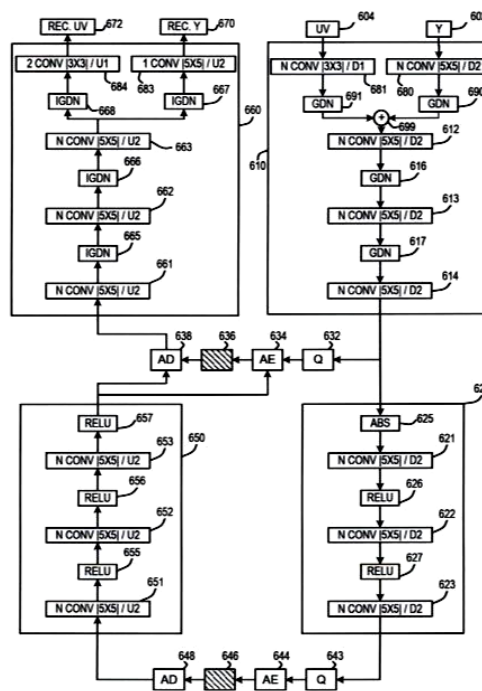 672
REC. UV
670
REC. Y
604
UV
Y
2 CONV |3X3| / U1
1 CONV |5X5| / U2
684
683
IGDN
IGDN
668
667
660
N CONV |5X5| / U2
663
IGDN
666
N CONV |5X5| / U2
662
IGDN
665
N CONV |5X5| / U2
661
N CONV |3X3| / D1
N CONV |5X5| / D2
681
680
GDN
691
GDN
690
+
699
N CONV |5X5| / D2
612
610
GDN
616
N CONV |5X5| / D2
613
GDN
617
N CONV |5X5| / D2
614
AD
638
636
AE
634
Q
632
RELU
657
650
N CONV |5X5| / U2
653
RELU
656
N CONV |5X5| / U2
652
RELU
655
N CONV |5X5| / U2
651
ABS
625
N CONV |5X5| / D2
621
RELU
626
N CONV |5X5| / D2
622
RELU
627
N CONV |5X5| / D2
623
AD
648
646
AE
644
Q
643